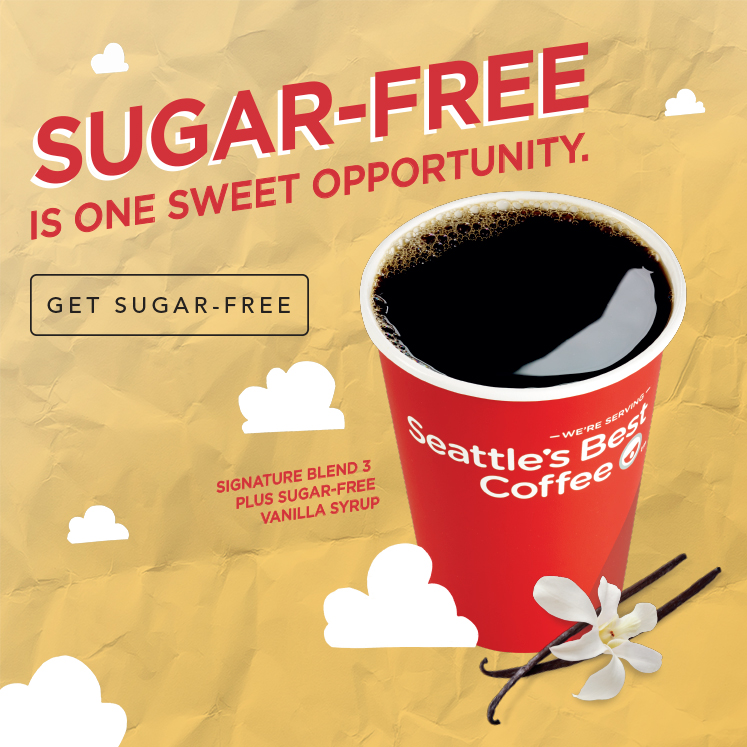 SUGAR-FREE
IS ONE SWEET OPPORTUNITY.
GET SUGAR-FREE
— WE'RE SERVING —
Seattle's Best
Coffee
SIGNATURE BLEND 3
PLUS SUGAR-FREE
VANILLA SYRUP